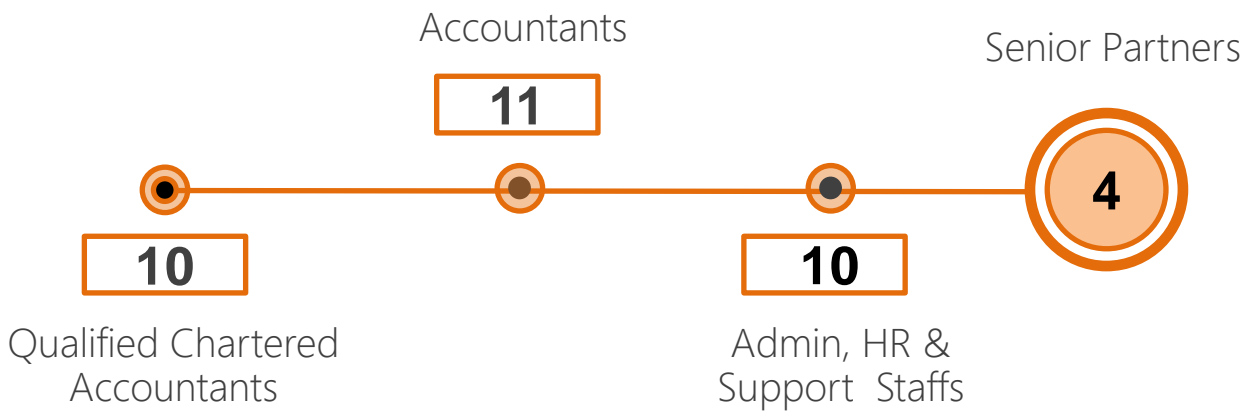 Accountants
11
Senior Partners
4
10
Qualified Chartered
Accountants
10
Admin, HR &
Support Staffs